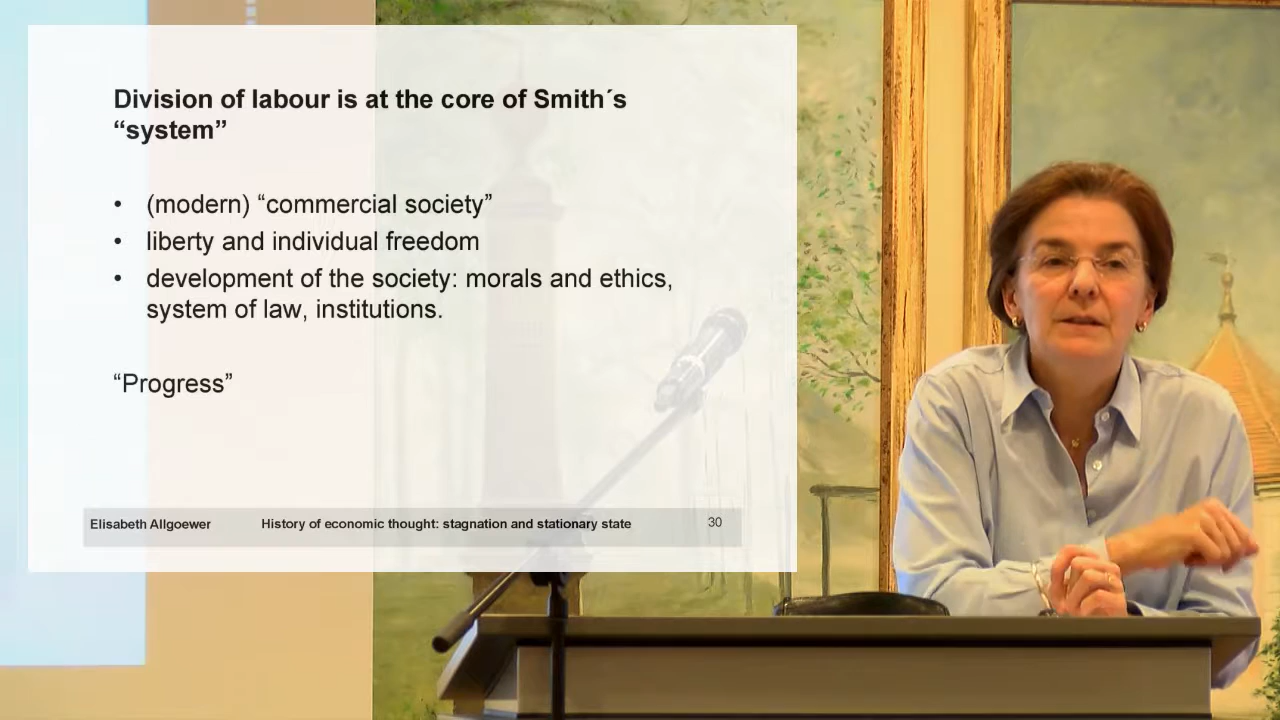 Division of labour is at the core of Smith´s
“system”
• (modern) “commercial society”
• liberty and individual freedom
• development of the society: morals and ethics,
system of law, institutions.
“Progress”
Elisabeth Allgoewer History of economic thought: stagnation and stationary state 30